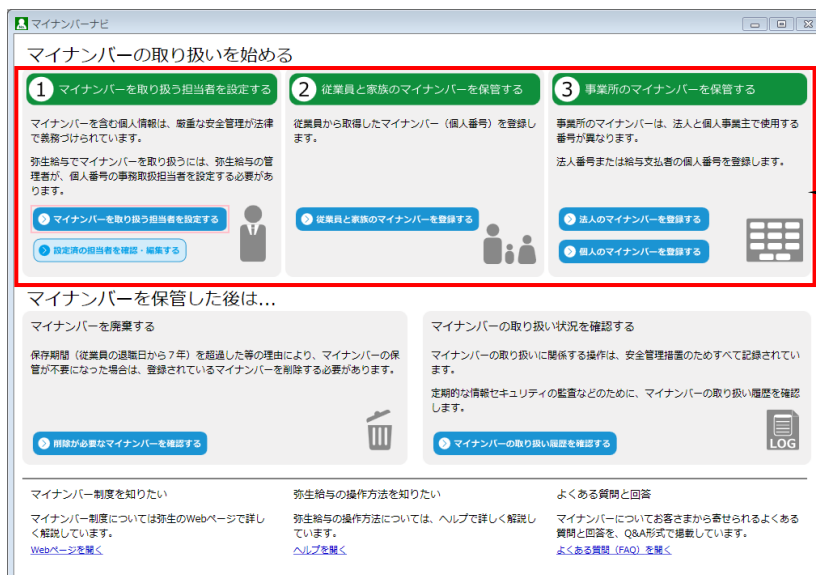 マイナンバーナビ
マイナンバーの取り扱いを始める
1 マイナンバーを取り扱う担当者を設定する
マイナンバーを含む個人情報は、厳重な安全管理が法律
で義務づけられています。
弥生給与でマイナンバーを取り扱うには、弥生給与の管
理者が、個人番号の事務取扱担当者を設定する必要があ
ります。
マイナンバーを取り扱う担当者を設定する
設定済の担当者を確認・編集する
2 従業員と家族のマイナンバーを保管する
従業員から取得したマイナンバー（個人番号）を登録し
ます。
従業員と家族のマイナンバーを登録する
3 事業所のマイナンバーを保管する
事業所のマイナンバーは、法人と個人事業主で使用する
番号が異なります。
法人番号または給与支払者の個人番号を登録します。
法人のマイナンバーを登録する
個人のマイナンバーを登録する
マイナンバーを保管した後は...
マイナンバーを廃棄する
保存期間（従業員の退職日から７年）を超過した等の理由により、マイナンバーの保
管が不要になった場合は、登録されているマイナンバーを削除する必要があります。
削除が必要なマイナンバーを確認する
マイナンバーの取り扱い状況を確認する
マイナンバーの取り扱いに関係する操作は、安全管理措置のためすべて記録されてい
ます。
定期的な情報セキュリティの監査などのために、マイナンバーの取り扱い履歴を確認
します。
マイナンバーの取り扱い履歴を確認する
LOG
マイナンバー制度を知りたい
マイナンバー制度については弥生のWebページで詳し
く解説しています。
Webページを開く
弥生給与の操作方法を知りたい
弥生給与の操作方法については、ヘルプで詳しく解説し
ています。
ヘルプを開く
よくある質問と回答
マイナンバーについてお客さまから寄せられるよくある
質問と回答を、Q&A形式で掲載しています。
よくある質問（FAQ）を開く